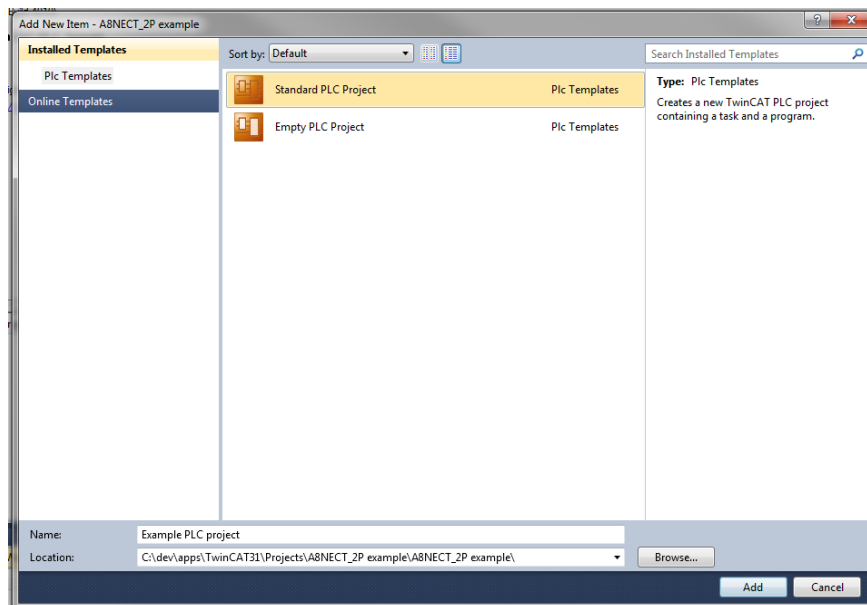 Add New Item - A8NECT_2P example
Installed Templates
Plc Templates
Online Templates
Sort by: Default
Search Installed Templates
Standard PLC Project Plc Templates
Empty PLC Project Plc Templates
Type: Plc Templates
Creates a new TwinCAT PLC project
containing a task and a program.
Name: Example PLC project
Location: C:\dev\apps\TwinCAT31\Projects\A8NECT_2P example\A8NECT_2P example\
Browse...
Add Cancel